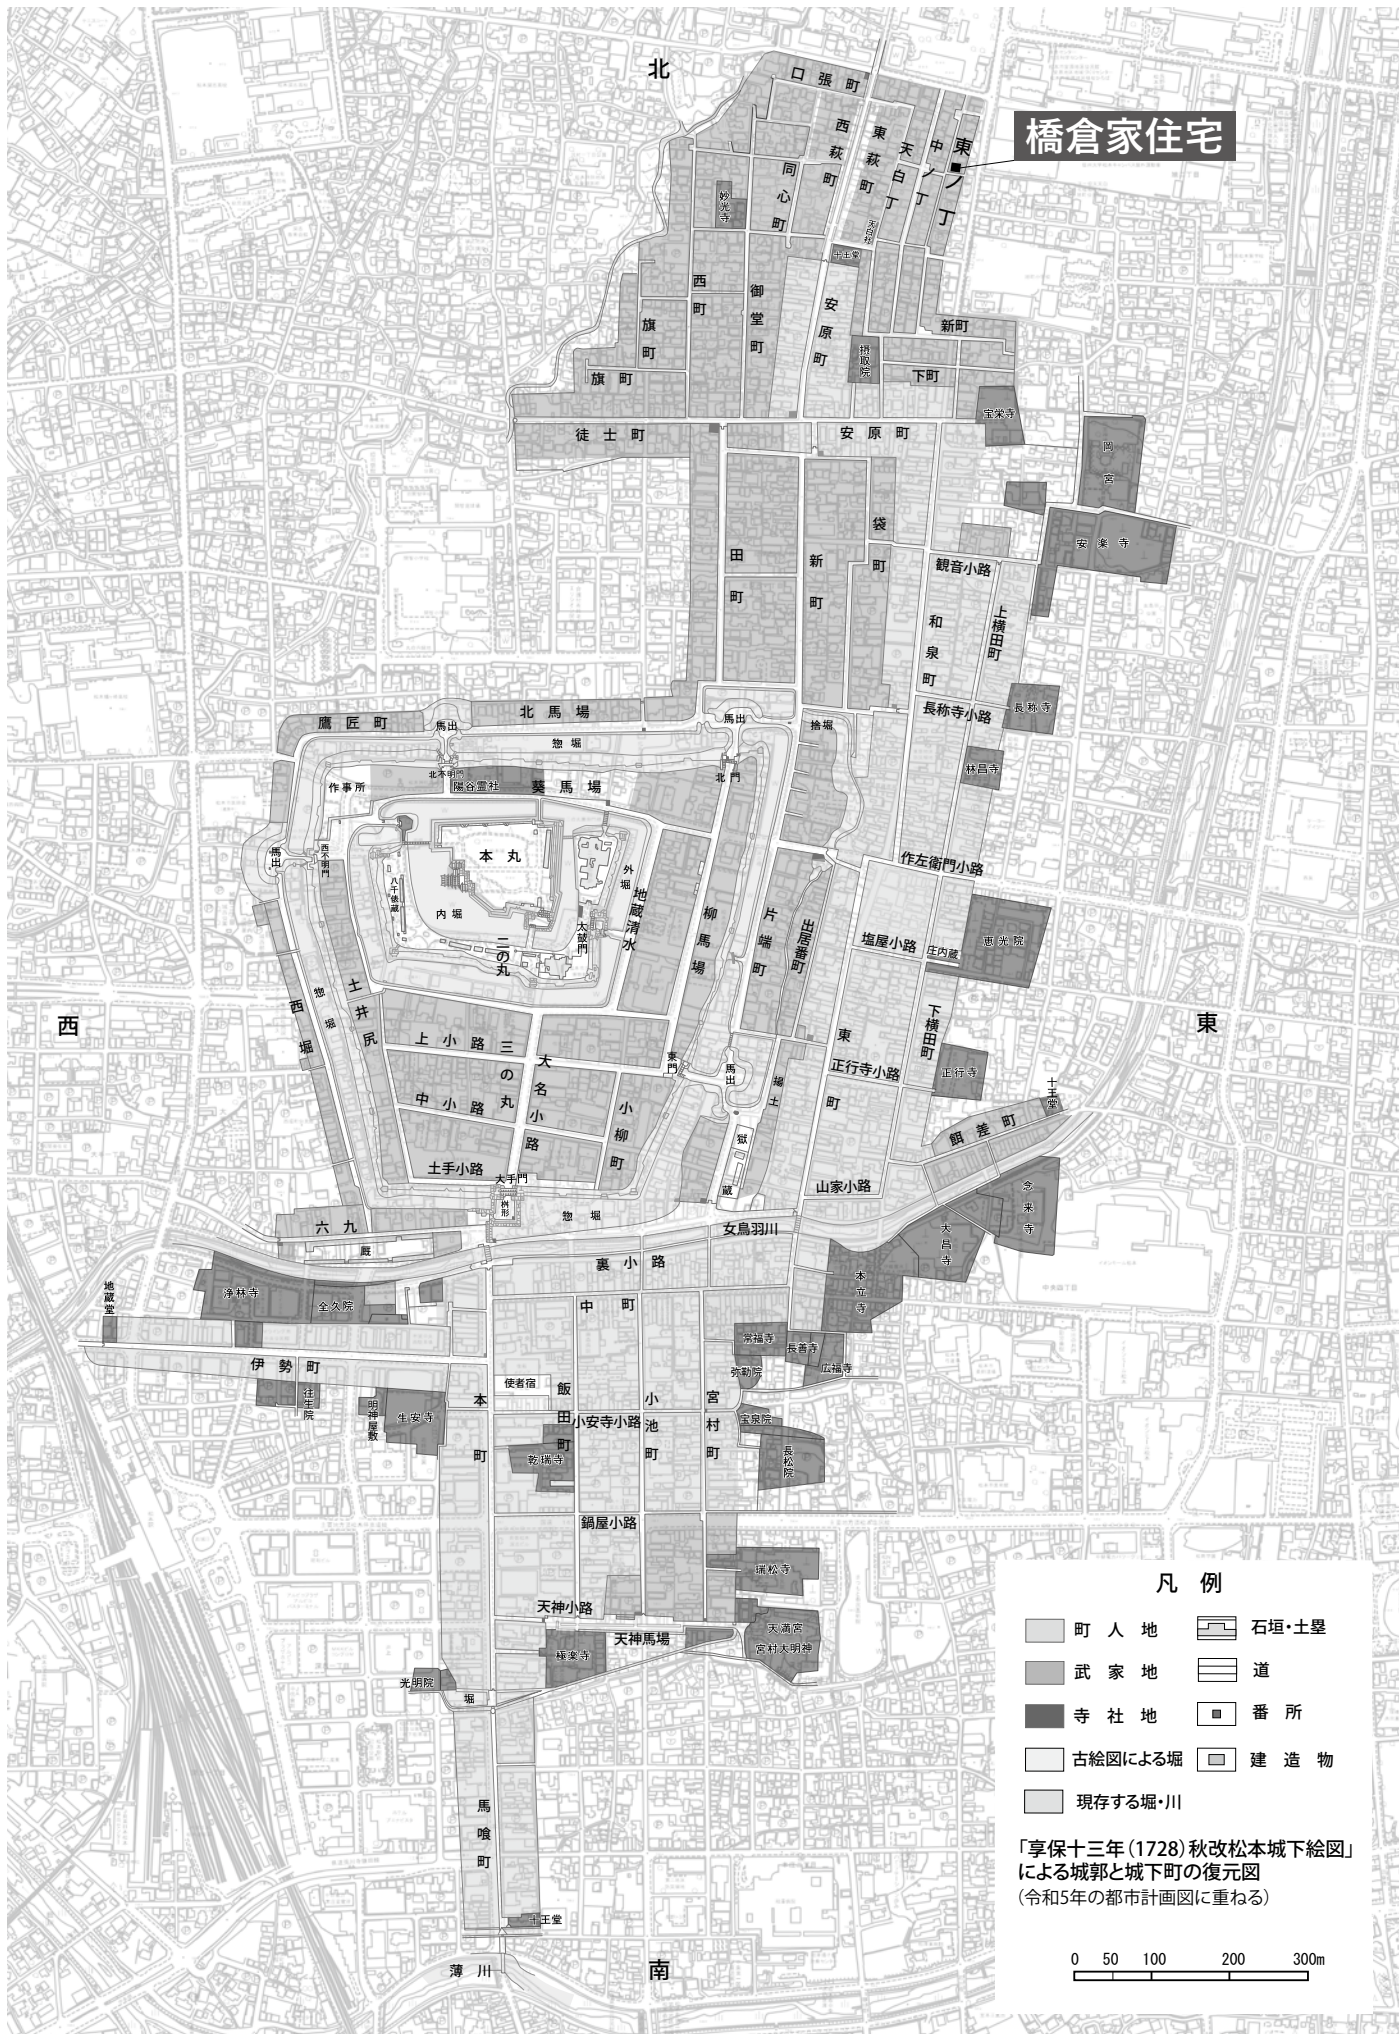 北
橋倉家住宅
口張町
西萩町
東萩町
天白丁
中ノ丁
東ノ丁
同心町
妙光寺
天白社
十王堂
西町
御堂町
安原町
旗町
新町
摂取院
旗町
下町
宝栄寺
徒士町
安原町
岡宮
袋町
安楽寺
田町
新町
観音小路
和泉町
上横田町
長称寺小路
長称寺
鷹匠町
馬出
北馬場
馬出
捨堀
惣堀
北不明門
北門
林昌寺
作事所
陽谷霊社
葵馬場
馬出
西不明門
本丸
外堀
作左衛門小路
八千俵蔵
内堀
地蔵清水
太鼓門
二の丸
柳馬場
片端町
出居番町
塩屋小路
庄内蔵
恵光院
西
西堀
惣堀
土井尻
東
下横田町
上小路
三の丸
大名小路
東門
馬出
揚土
東町
正行寺小路
正行寺
十王堂
中小路
小柳町
獄
餌差町
土手小路
大手門
枡形
蔵
山家小路
念来寺
六九
惣堀
女鳥羽川
大昌寺
厩
裏小路
本立寺
地蔵堂
浄林寺
全久院
中町
常福寺
長善寺
広福寺
伊勢町
弥勒院
往生院
明神屋敷
生安寺
本町
使者宿
飯田町
小安寺小路
小池町
宮村町
宝泉院
乾瑞寺
長松院
鍋屋小路
瑞松寺
天神小路
天神馬場
天満宮
宮村大明神
極楽寺
光明院
堀
馬喰町
十王堂
薄川
南
凡例
町人地
石垣・土塁
武家地
道
寺社地
番所
古絵図による堀
建造物
現存する堀・川
「享保十三年(1728)秋改松本城下絵図」
による城郭と城下町の復元図
(令和5年の都市計画図に重ねる)
0 50 100 200 300m